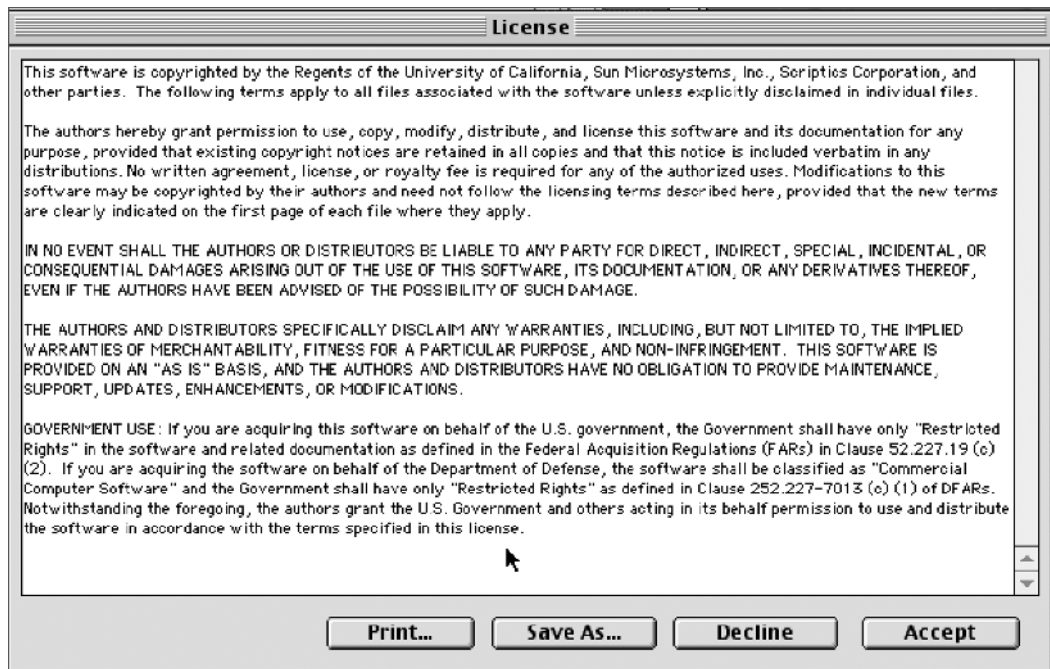 License
This software is copyrighted by the Regents of the University of California, Sun Microsystems, Inc., Scriptics Corporation, and
other parties.  The following terms apply to all files associated with the software unless explicitly disclaimed in individual files.
The authors hereby grant permission to use, copy, modify, distribute, and license this software and its documentation for any
purpose, provided that existing copyright notices are retained in all copies and that this notice is included verbatim in any
distributions. No written agreement, license, or royalty fee is required for any of the authorized uses. Modifications to this
software may be copyrighted by their authors and need not follow the licensing terms described here, provided that the new terms
are clearly indicated on the first page of each file where they apply.
IN NO EVENT SHALL THE AUTHORS OR DISTRIBUTORS BE LIABLE TO ANY PARTY FOR DIRECT, INDIRECT, SPECIAL, INCIDENTAL, OR
CONSEQUENTIAL DAMAGES ARISING OUT OF THE USE OF THIS SOFTWARE, ITS DOCUMENTATION, OR ANY DERIVATIVES THEREOF,
EVEN IF THE AUTHORS HAVE BEEN ADVISED OF THE POSSIBILITY OF SUCH DAMAGE.
THE AUTHORS AND DISTRIBUTORS SPECIFICALLY DISCLAIM ANY WARRANTIES, INCLUDING, BUT NOT LIMITED TO, THE IMPLIED
WARRANTIES OF MERCHANTABILITY, FITNESS FOR A PARTICULAR PURPOSE, AND NON-INFRINGEMENT.  THIS SOFTWARE IS
PROVIDED ON AN "AS IS" BASIS, AND THE AUTHORS AND DISTRIBUTORS HAVE NO OBLIGATION TO PROVIDE MAINTENANCE,
SUPPORT, UPDATES, ENHANCEMENTS, OR MODIFICATIONS.
GOVERNMENT USE: If you are acquiring this software on behalf of the U.S. government, the Government shall have only "Restricted
Rights" in the software and related documentation as defined in the Federal Acquisition Regulations (FARs) in Clause 52.227.19 (c)
(2).  If you are acquiring the software on behalf of the Department of Defense, the software shall be classified as "Commercial
Computer Software" and the Government shall have only "Restricted Rights" as defined in Clause 252.227-7013 (c) (1) of DFARs.
Notwithstanding the foregoing, the authors grant the U.S. Government and others acting in its behalf permission to use and distribute
the software in accordance with the terms specified in this license.
Print... Save As... Decline Accept